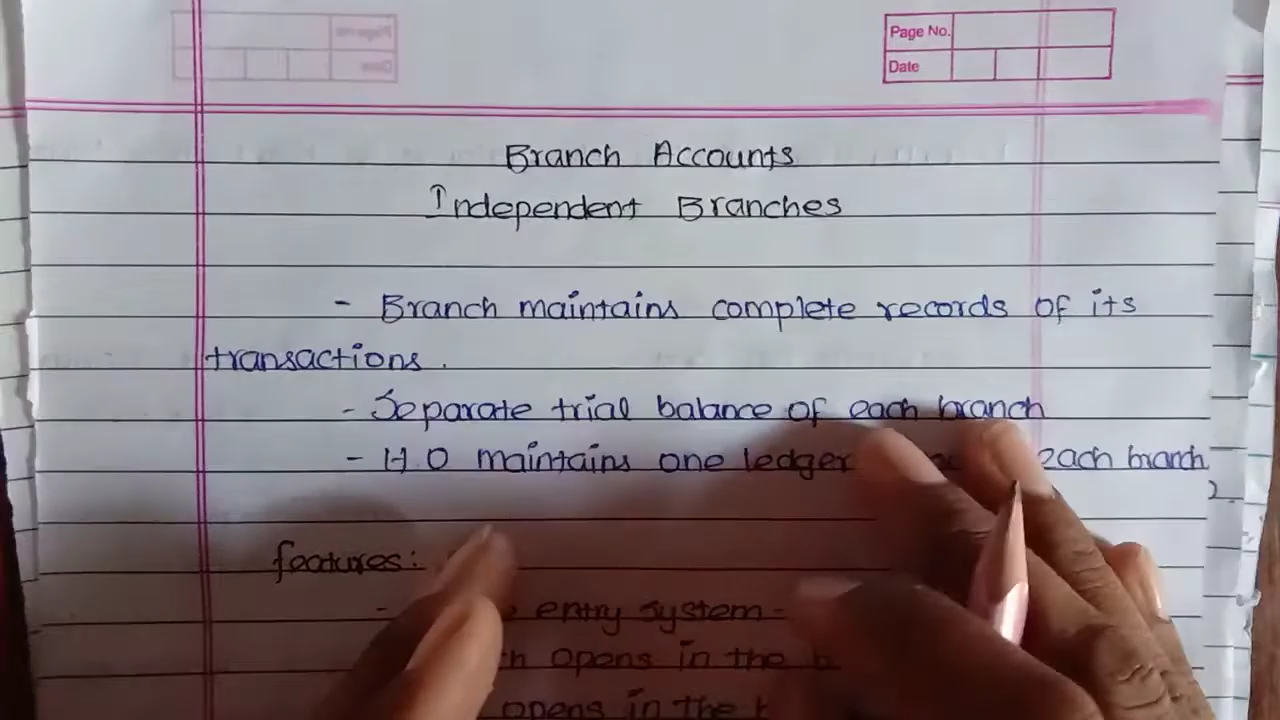 Page No.
Date
Branch Accounts
Independent Branches
- Branch maintains complete records of its
transactions.
- Separate trial balance of each branch
- H.O maintains one ledger each branch
features:
- entry system -
opens in the
opens in the